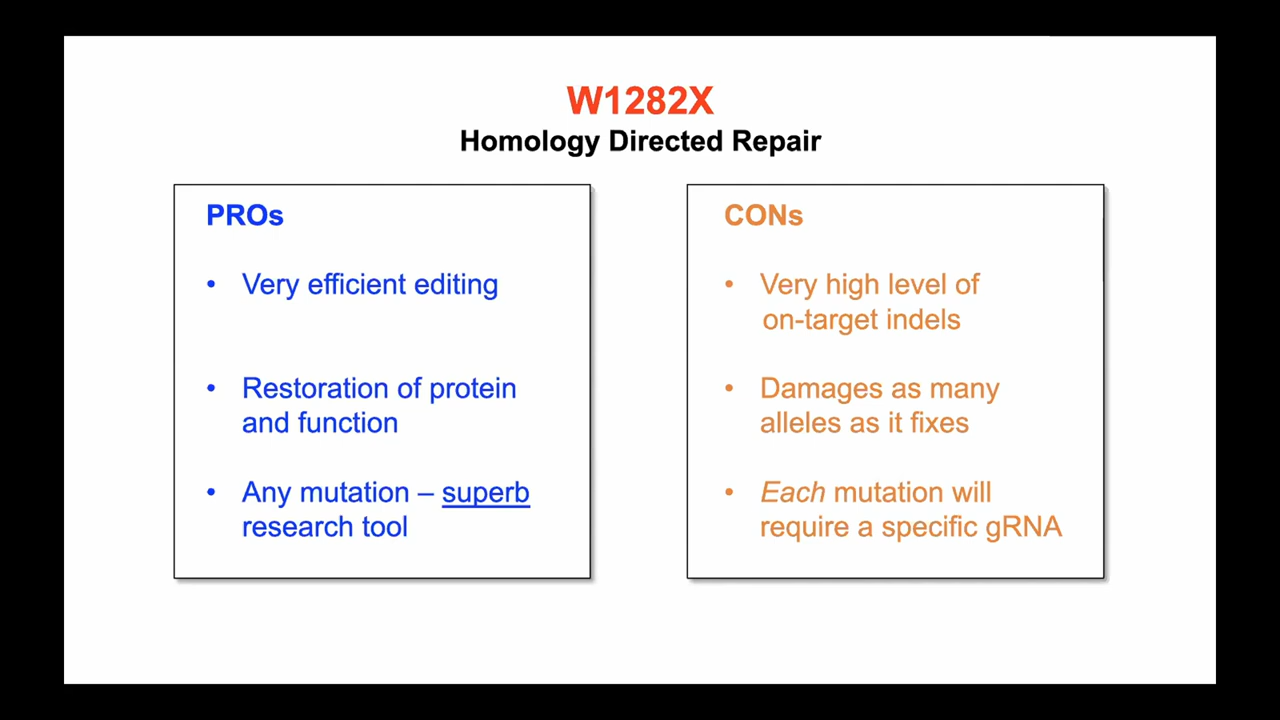 W1282X
Homology Directed Repair
PROs
• Very efficient editing
• Restoration of protein
and function
• Any mutation – superb
research tool
CONs
• Very high level of
on-target indels
• Damages as many
alleles as it fixes
• Each mutation will
require a specific gRNA